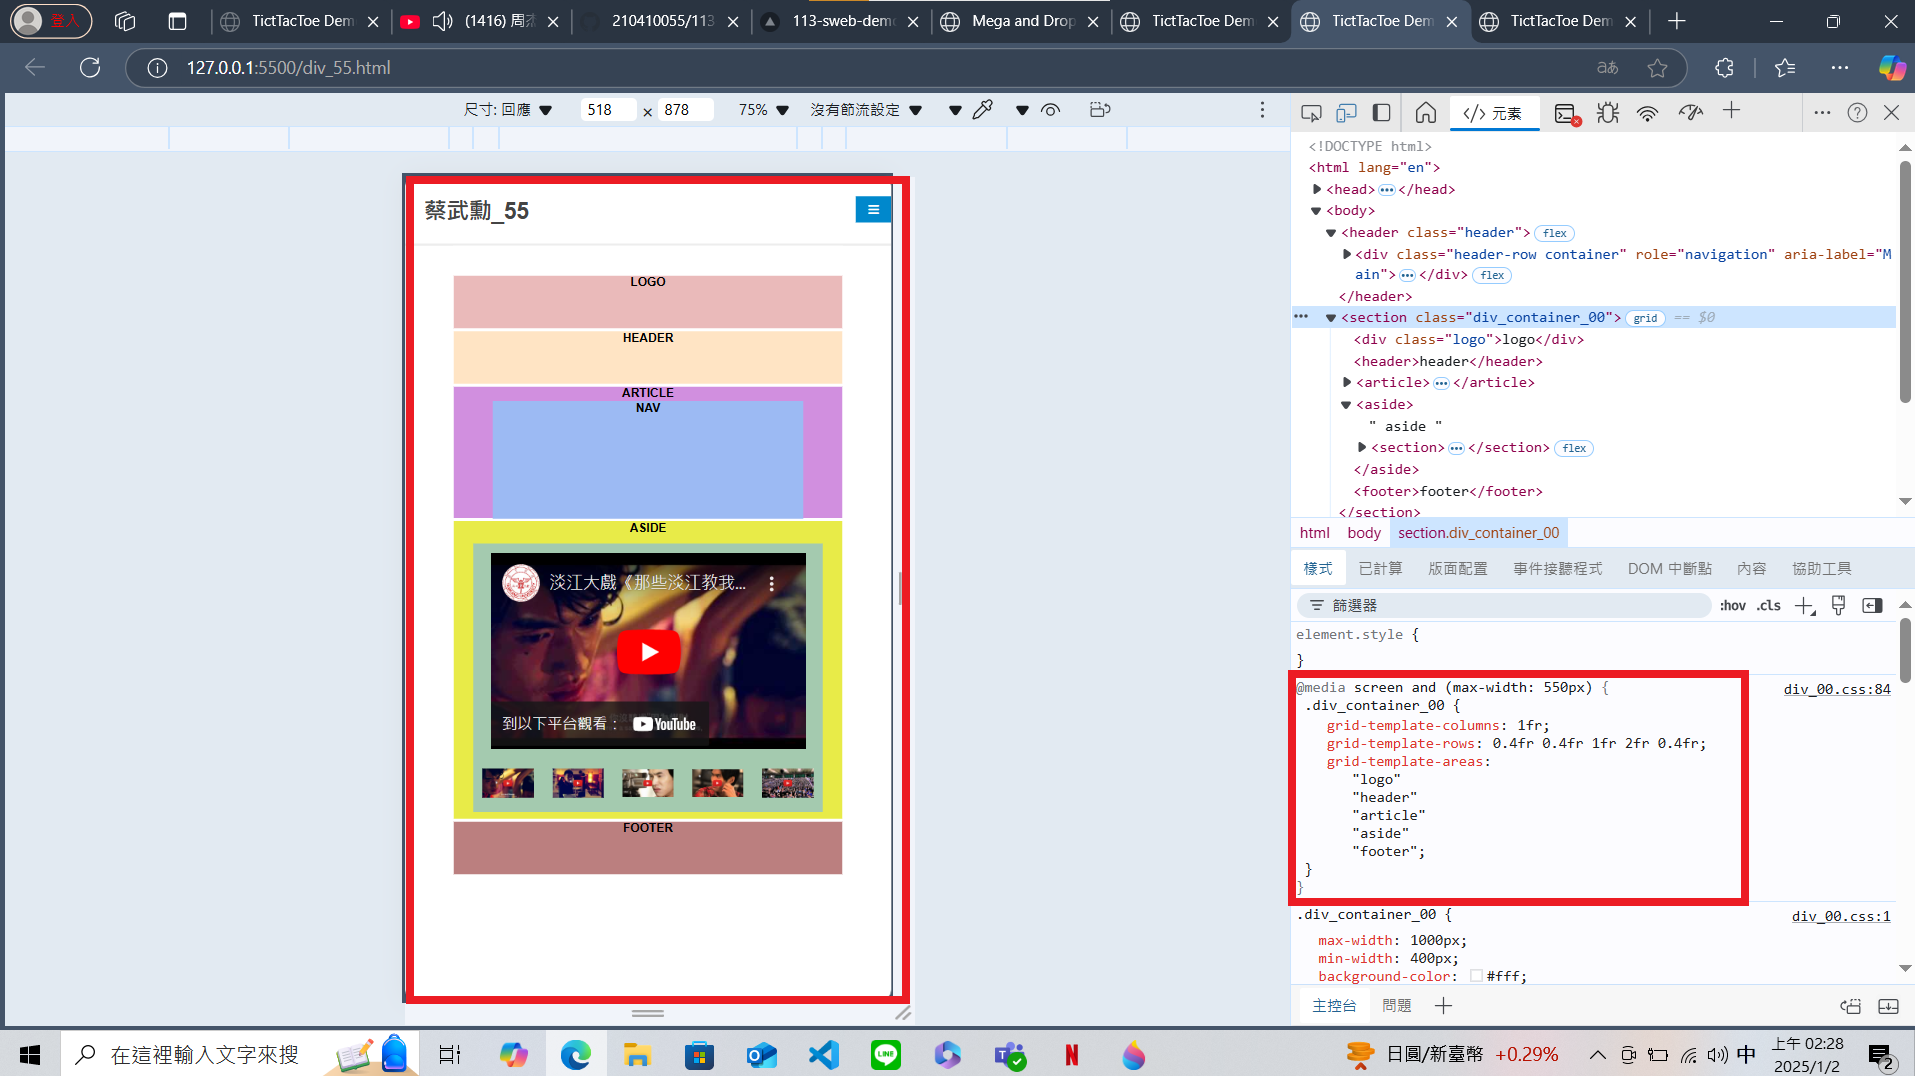 登入
TictTacToe Dem
(1416) 周杰
210410055/113
113-sweb-demo
Mega and Drop
TictTacToe Dem
TictTacToe Dem
TictTacToe Dem
127.0.0.1:5500/div_55.html
aあ
尺寸: 回應 518 × 878 75% 沒有節流設定
元素
<!DOCTYPE html>
<html lang="en">
<head> ••• </head>
<body>
<header class="header"> flex
<div class="header-row container" role="navigation" aria-label="M
ain"> ••• </div> flex
</header>
••• <section class="div_container_00"> grid == $0
<div class="logo">logo</div>
<header>header</header>
<article> ••• </article>
<aside>
" aside "
<section> ••• </section> flex
</aside>
<footer>footer</footer>
</section>
html body section.div_container_00
樣式 已計算 版面配置 事件接聽程式 DOM 中斷點 內容 協助工具
篩選器 :hov .cls
element.style {
}
@media screen and (max-width: 550px) { div_00.css:84
.div_container_00 {
grid-template-columns: 1fr;
grid-template-rows: 0.4fr 0.4fr 1fr 2fr 0.4fr;
grid-template-areas:
"logo"
"header"
"article"
"aside"
"footer";
}
}
.div_container_00 { div_00.css:1
max-width: 1000px;
min-width: 400px;
background-color: #fff;
主控台 問題
蔡武勳_55
LOGO
HEADER
ARTICLE
NAV
ASIDE
淡江大戲《那些淡江教我...
到以下平台觀看： YouTube
FOOTER
在這裡輸入文字來搜
LINE
N
日圓/新臺幣 +0.29%
中
上午 02:28
2025/1/2
2